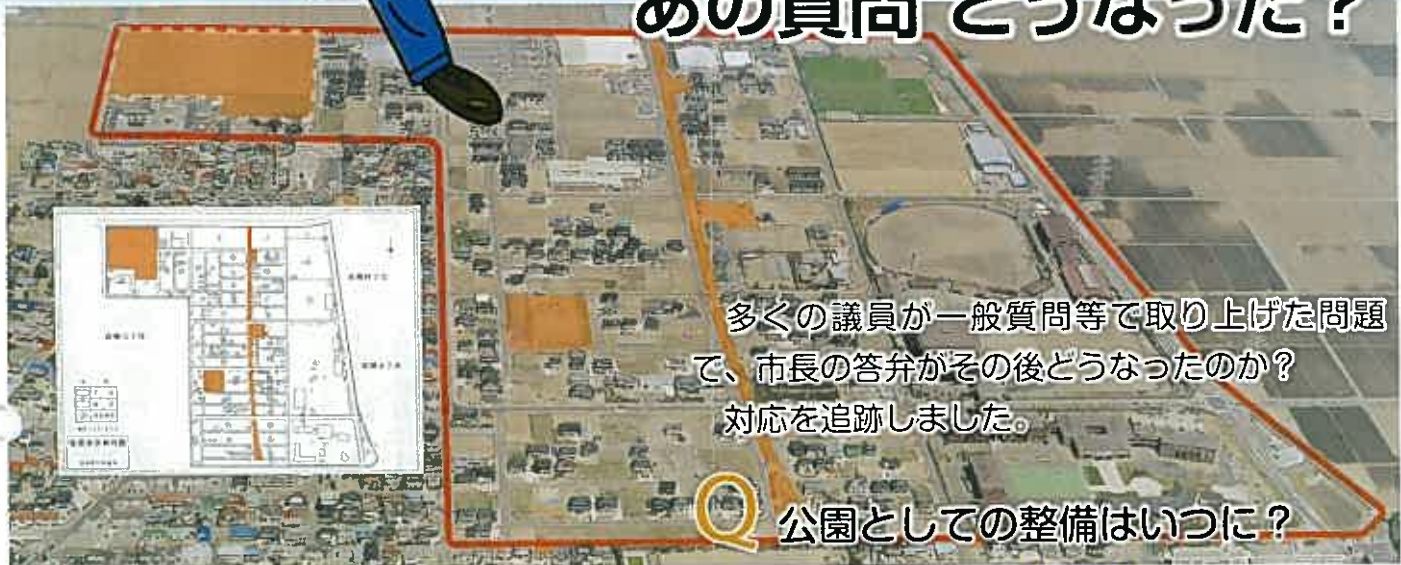 あの質問 どうなった？
多くの議員が一般質問等で取り上げた問題
で、市長の答弁がその後どうなったのか？
対応を追跡しました。
Q 公園としての整備はいつに？